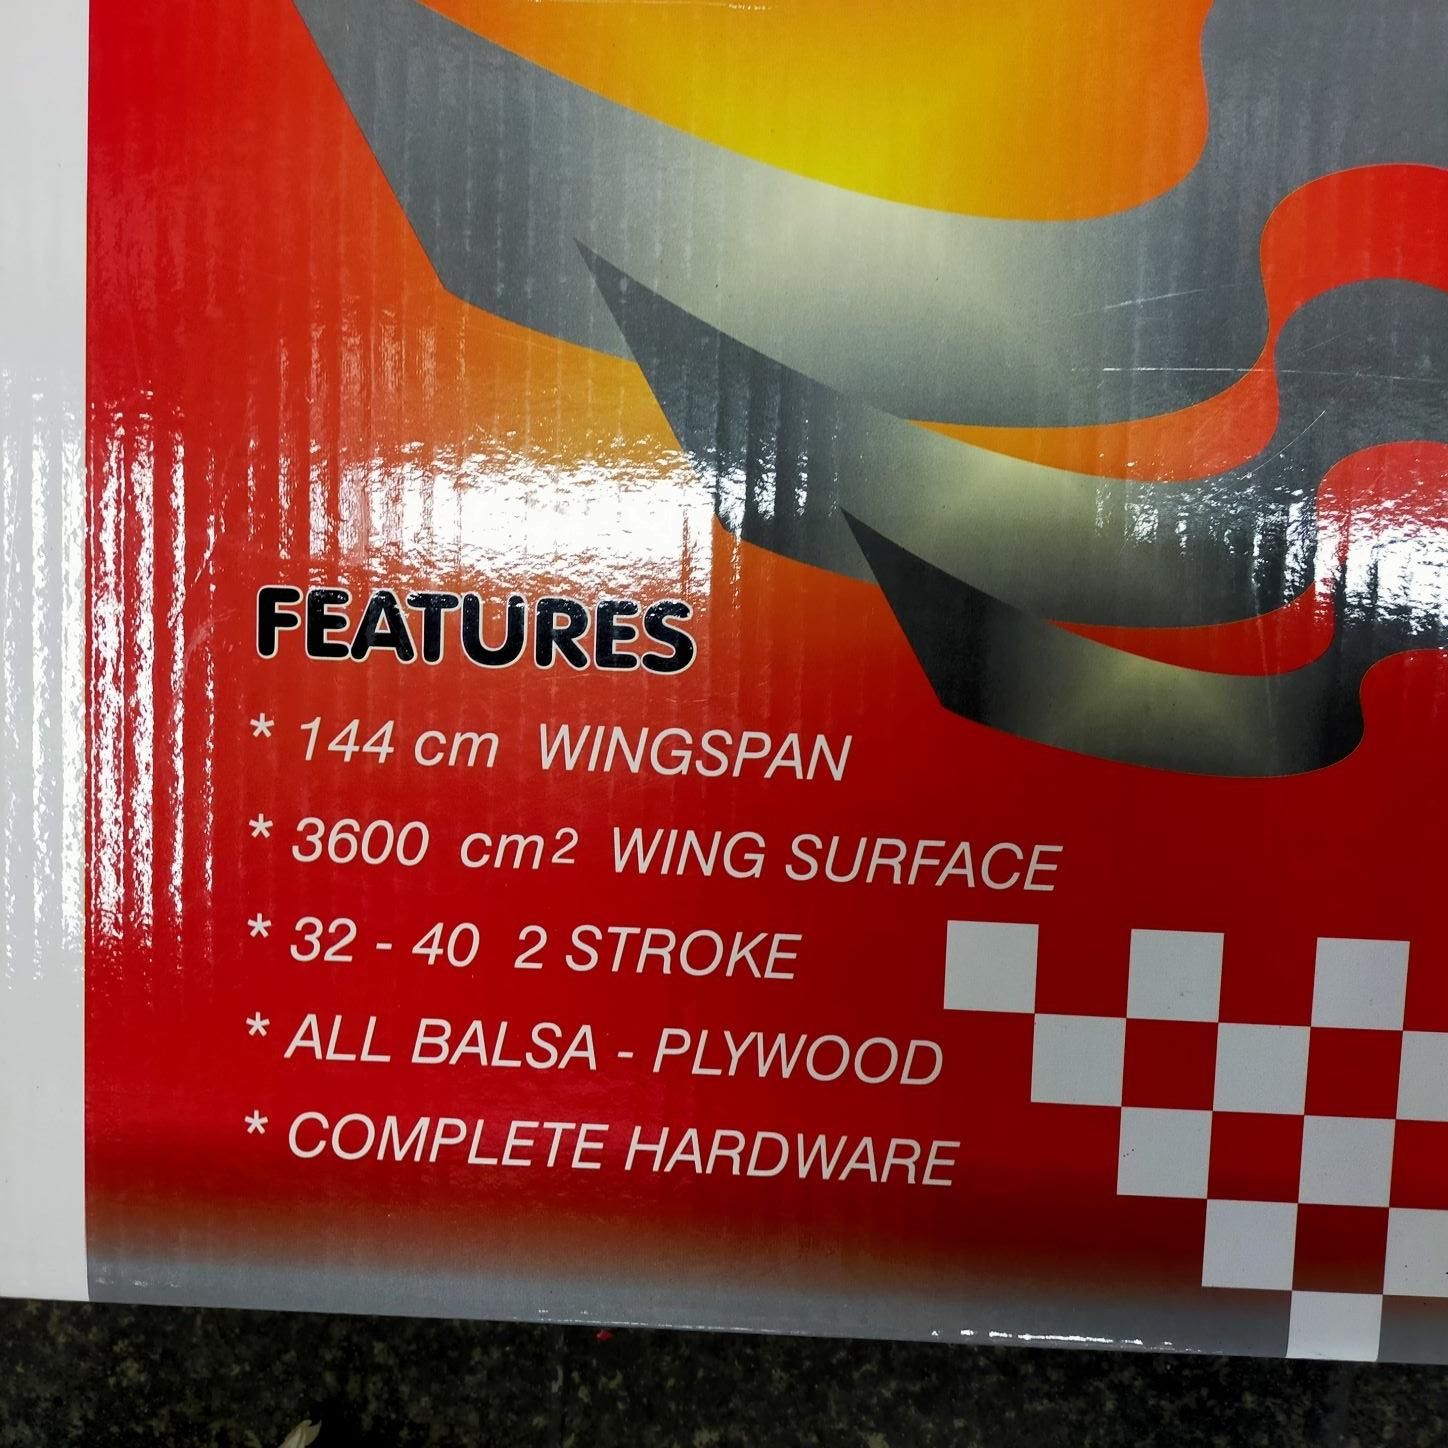 FEATURES
* 144 cm WINGSPAN
* 3600 cm2 WING SURFACE
* 32 - 40 2 STROKE
* ALL BALSA - PLYWOOD
* COMPLETE HARDWARE